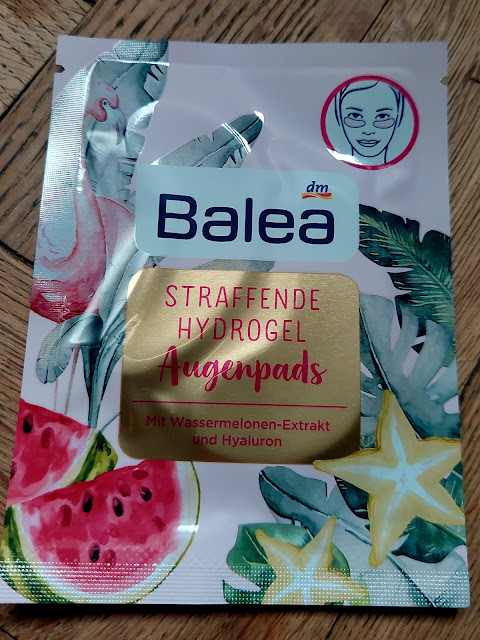 dm
Balea
STRAFFENDE
HYDROGEL
Augenpads
Mit Wassermelonen-Extrakt
und Hyaluron